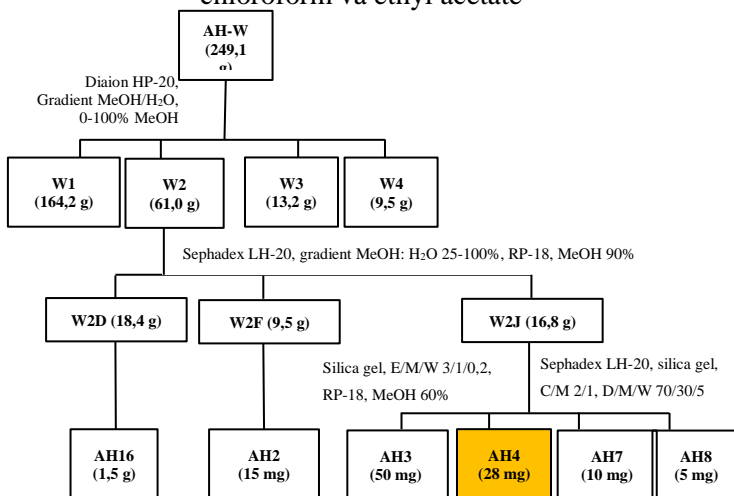 chloroform và ethyl acetate
AH-W
(249,1
g)
Diaion HP-20,
Gradient MeOH/H₂O,
0-100% MeOH
W1
(164,2 g)
W2
(61,0 g)
W3
(13,2 g)
W4
(9,5 g)
Sephadex LH-20, gradient MeOH: H₂O 25-100%, RP-18, MeOH 90%
W2D (18,4 g)
W2F (9,5 g)
W2J (16,8 g)
Silica gel, E/M/W 3/1/0,2,
RP-18, MeOH 60%
Sephadex LH-20, silica gel,
C/M 2/1, D/M/W 70/30/5
AH16
(1,5 g)
AH2
(15 mg)
AH3
(50 mg)
AH4
(28 mg)
AH7
(10 mg)
AH8
(5 mg)